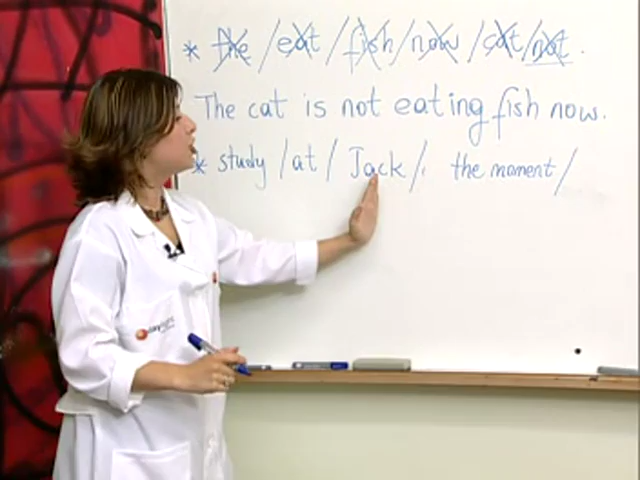 * the / eat / fish / now / cat / not .
The cat is not eating fish now.
* study / at / Jack / . the moment /